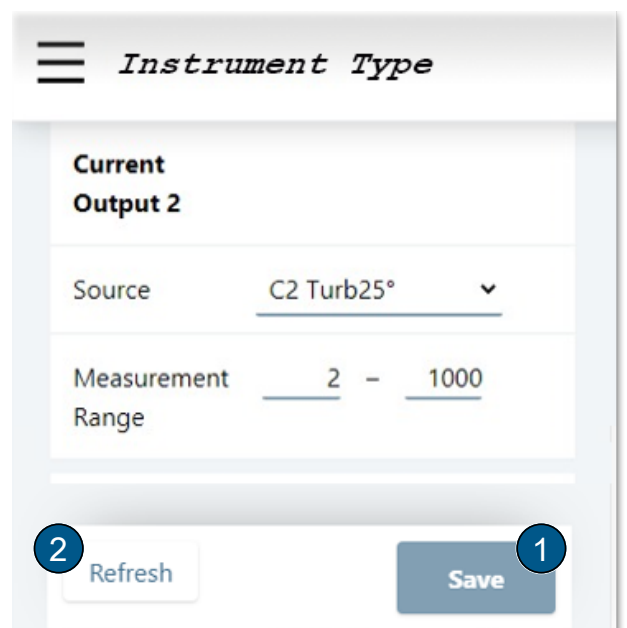 Instrument Type
Current
Output 2
Source C2 Turb25°
Measurement 2 – 1000
Range
2 1
Refresh Save